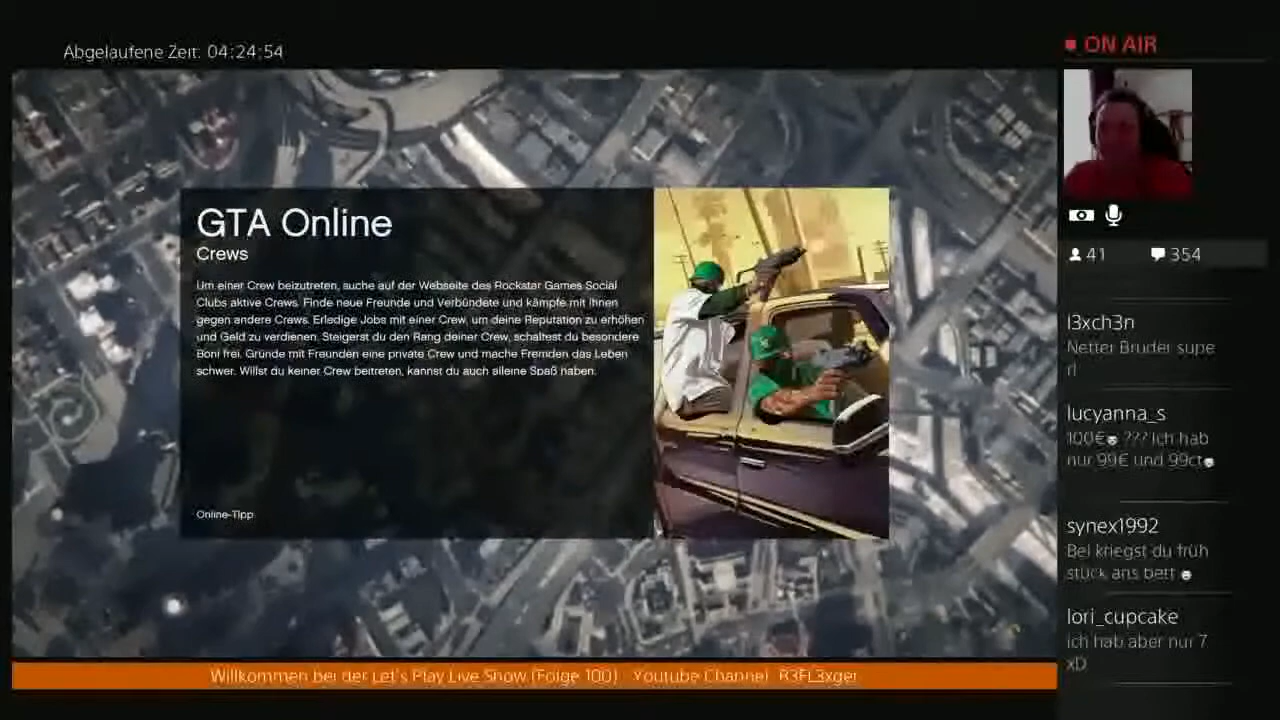 Abgelaufene Zeit: 04:24:54
ON AIR
GTA Online
Crews
Um einer Crew beizutreten, suche auf der Webseite des Rockstar Games Social
Clubs aktive Crews. Finde neue Freunde und Verbündete und kämpfe mit ihnen
gegen andere Crews. Erledige Jobs mit einer Crew, um deine Reputation zu erhöhen
und Geld zu verdienen. Steigerst du den Rang deiner Crew, schaltest du besondere
Boni frei. Gründe mit Freunden eine private Crew und mache Fremden das Leben
schwer. Willst du keiner Crew beitreten, kannst du auch alleine Spaß haben.
Online-Tipp
41
354
l3xch3n
Netter Bruder supe
r!
lucyanna_s
100€ ??? Ich hab
nur 99€ und 99ct
synex1992
Bei kriegst du früh
stück ans bett
lori_cupcake
ich hab aber nur 7
xD
Willkommen bei der Let's Play Live Show (Folge 100) - Youtube Channel: R3FL3xger